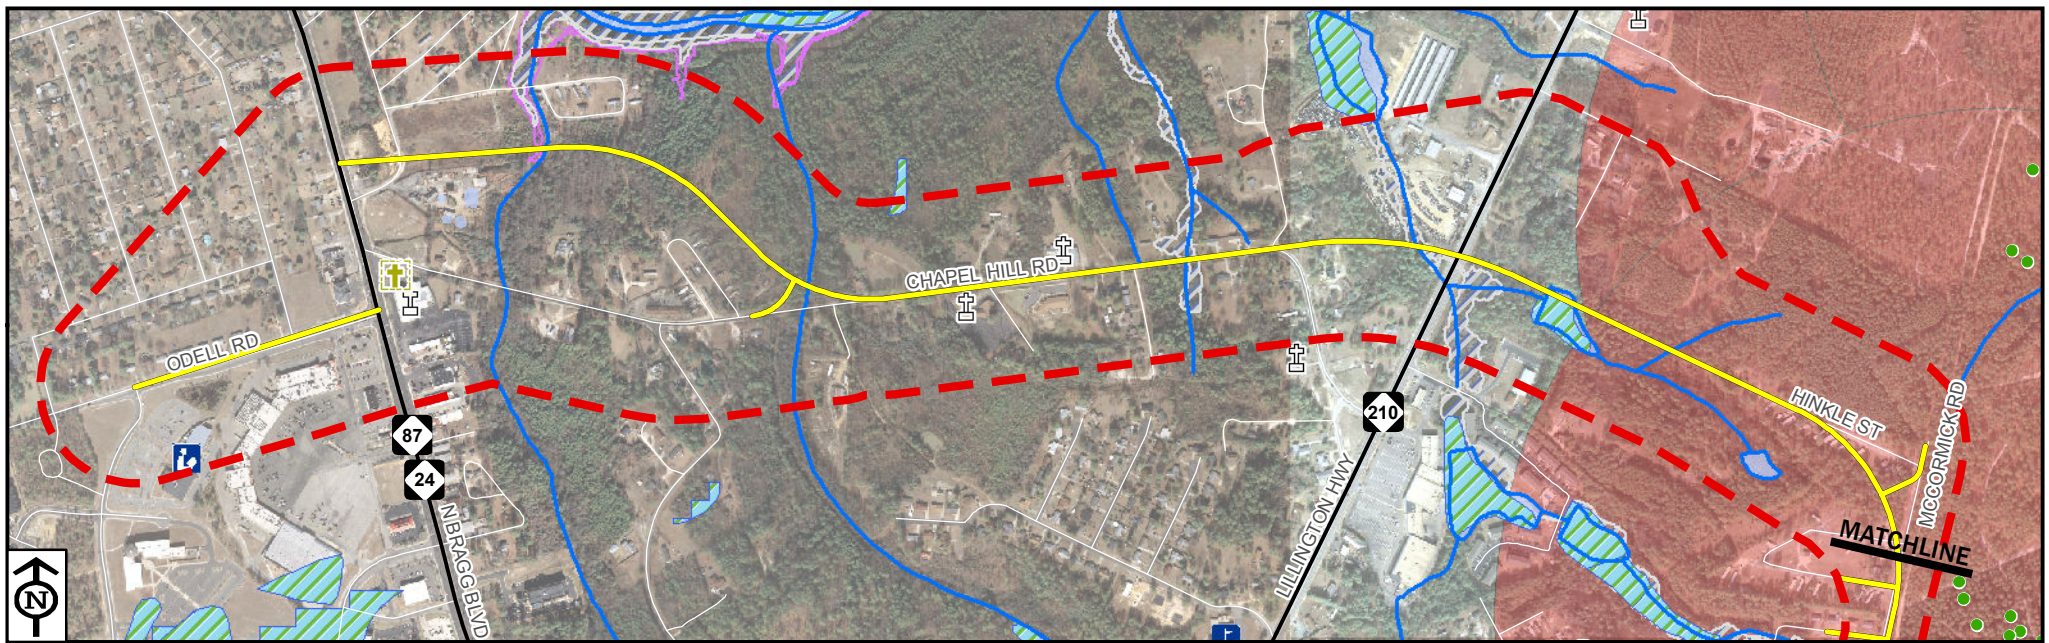 CHAPEL HILL RD
ODELL RD
87
24
N BRAGG BLVD
210
LILLINGTON HWY
HINKLE ST
MCCORMICK RD
MATCHLINE
N